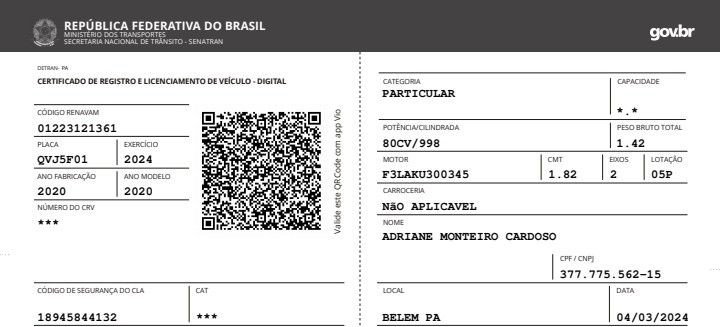 REPÚBLICA FEDERATIVA DO BRASIL
MINISTÉRIO DOS TRANSPORTES
SECRETARIA NACIONAL DE TRÂNSITO - SENATRAN
gov.br
DETRAN- PA
CERTIFICADO DE REGISTRO E LICENCIAMENTO DE VEÍCULO - DIGITAL
CÓDIGO RENAVAM
01223121361
PLACA EXERCÍCIO
QVJ5F01 2024
ANO FABRICAÇÃO ANO MODELO
2020 2020
NÚMERO DO CRV
***
Valide este QRCode com app Vio
CÓDIGO DE SEGURANÇA DO CLA CAT
18945844132 ***
CATEGORIA CAPACIDADE
PARTICULAR
*.*
POTÊNCIA/CILINDRADA PESO BRUTO TOTAL
80CV/998 1.42
MOTOR CMT EIXOS LOTAÇÃO
F3LAKU300345 1.82 2 05P
CARROCERIA
NãO APLICAVEL
NOME
ADRIANE MONTEIRO CARDOSO
CPF / CNPJ
377.775.562-15
LOCAL DATA
BELEM PA 04/03/2024